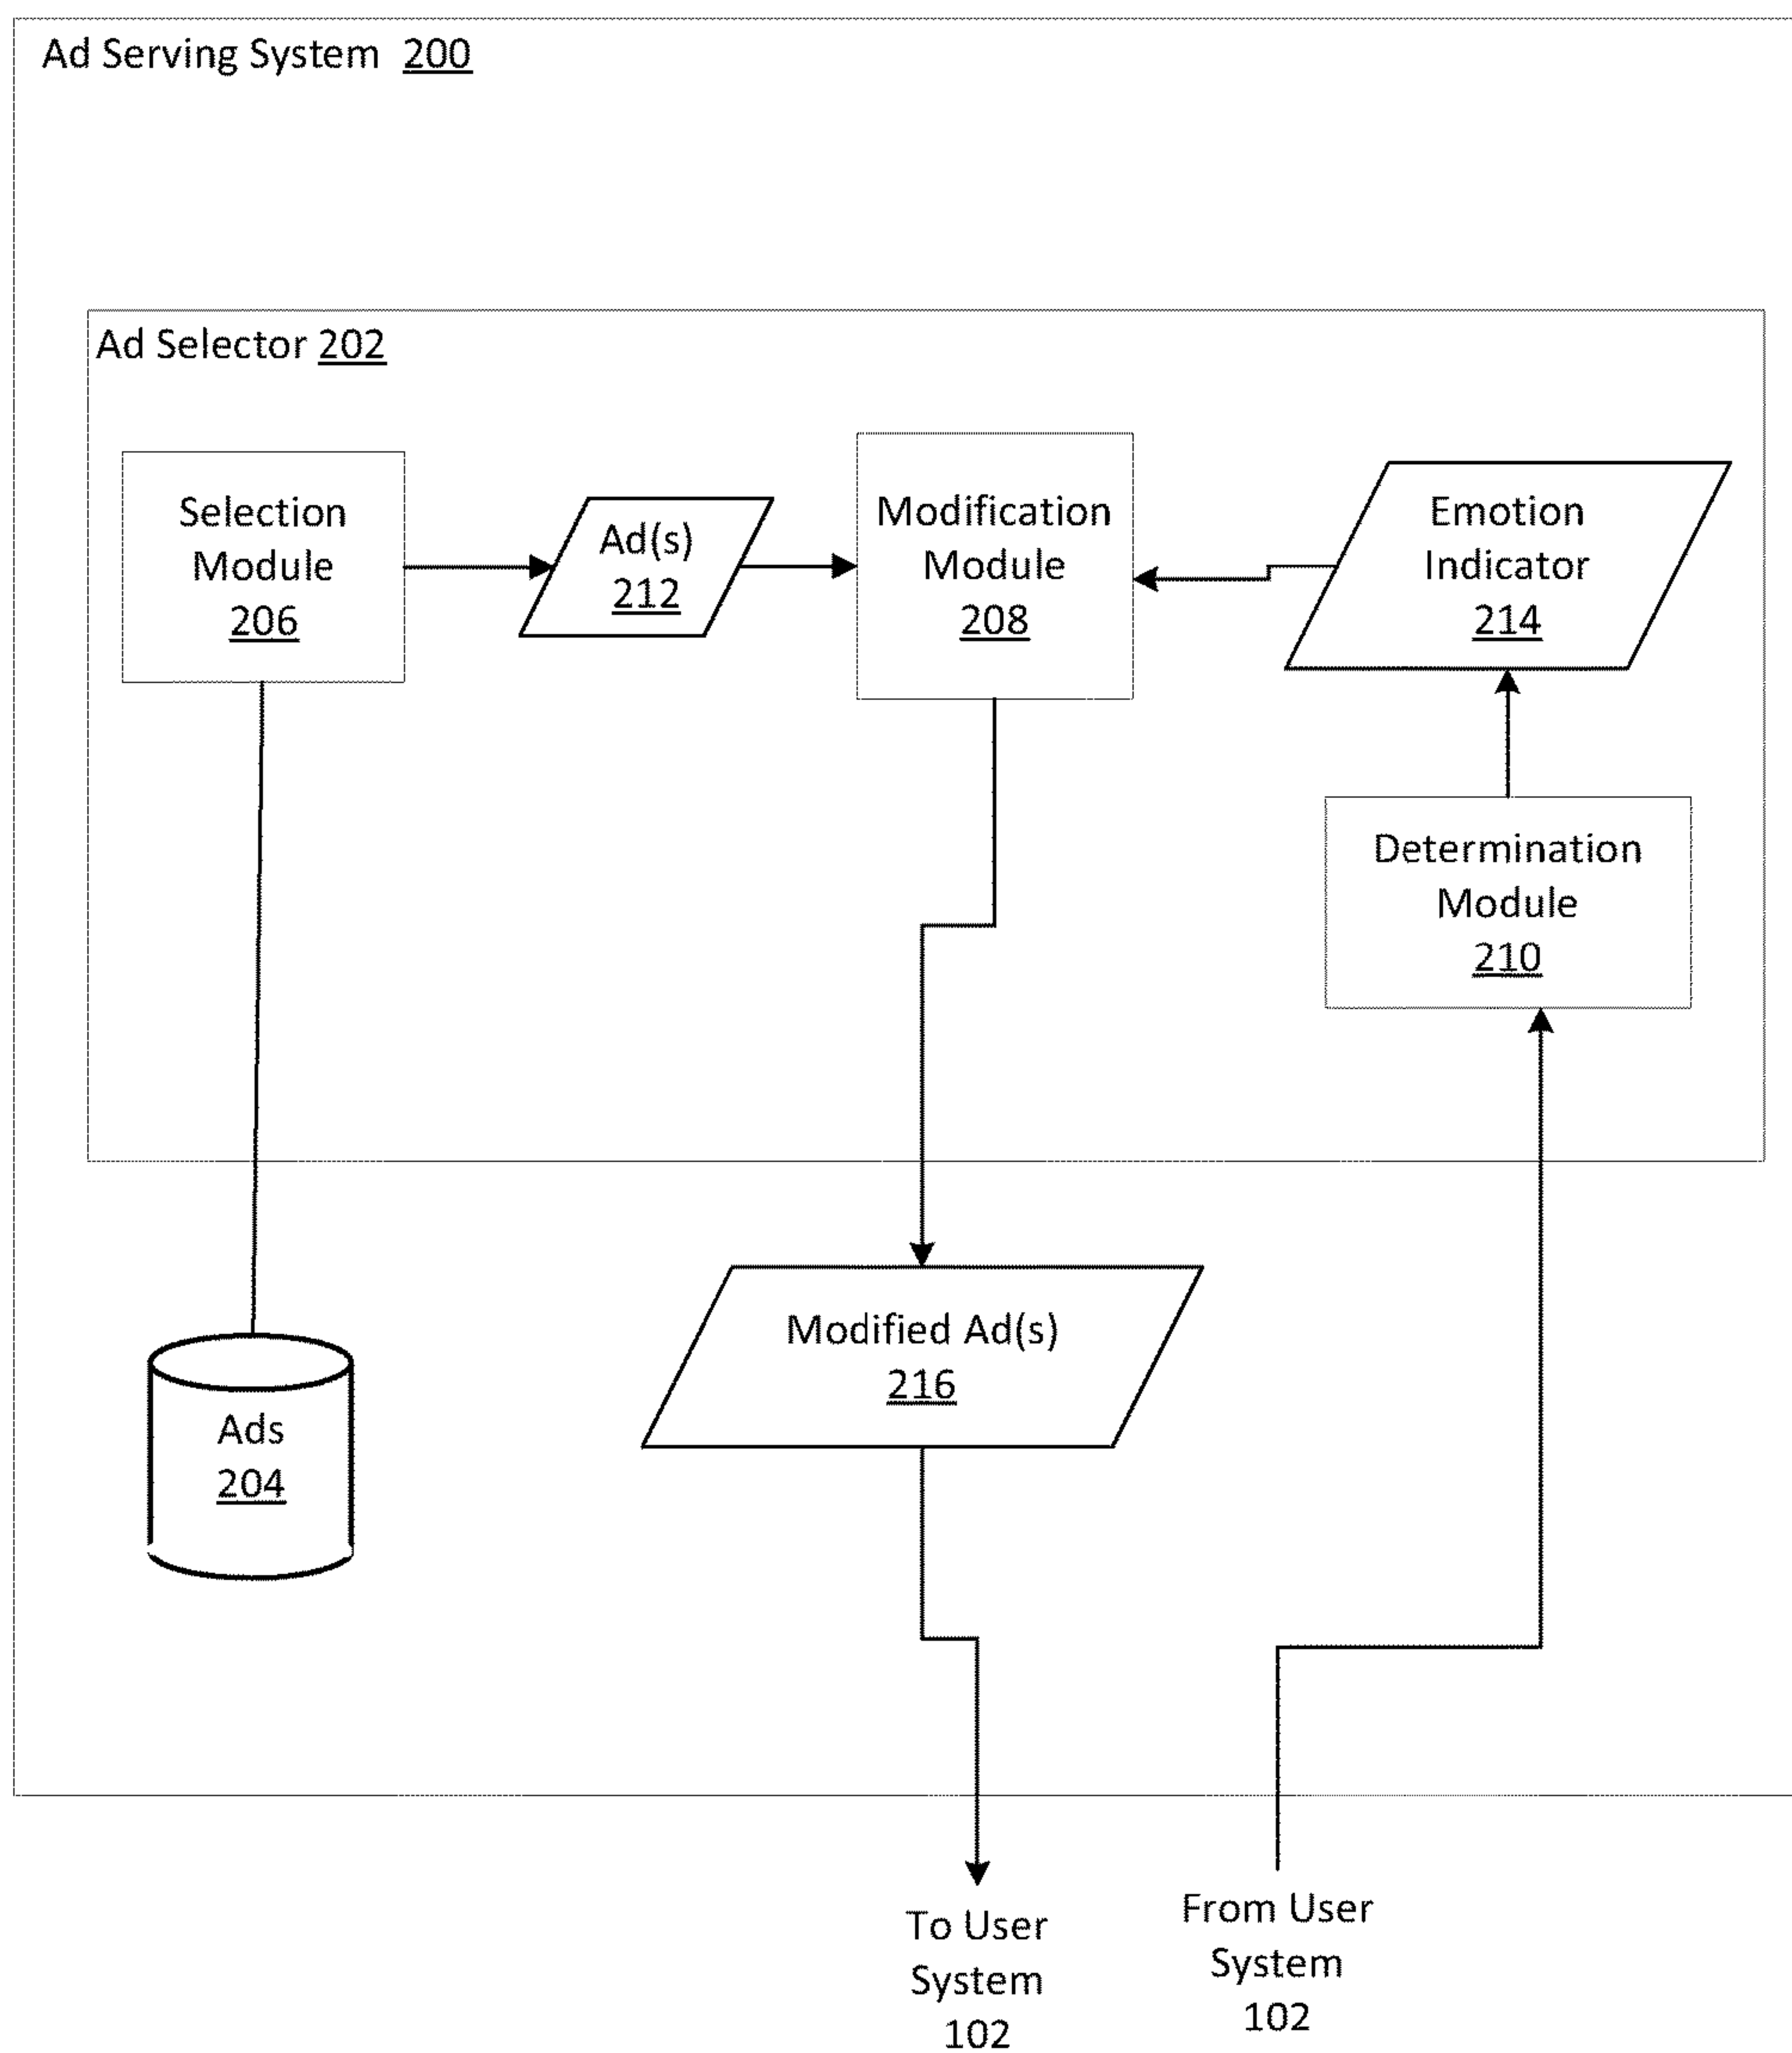 Ad Serving System 200
Ad Selector 202
Selection
Module
206
Ad(s)
212
Modification
Module
208
Emotion
Indicator
214
Determination
Module
210
Modified Ad(s)
216
Ads
204
To User
System
102
From User
System
102